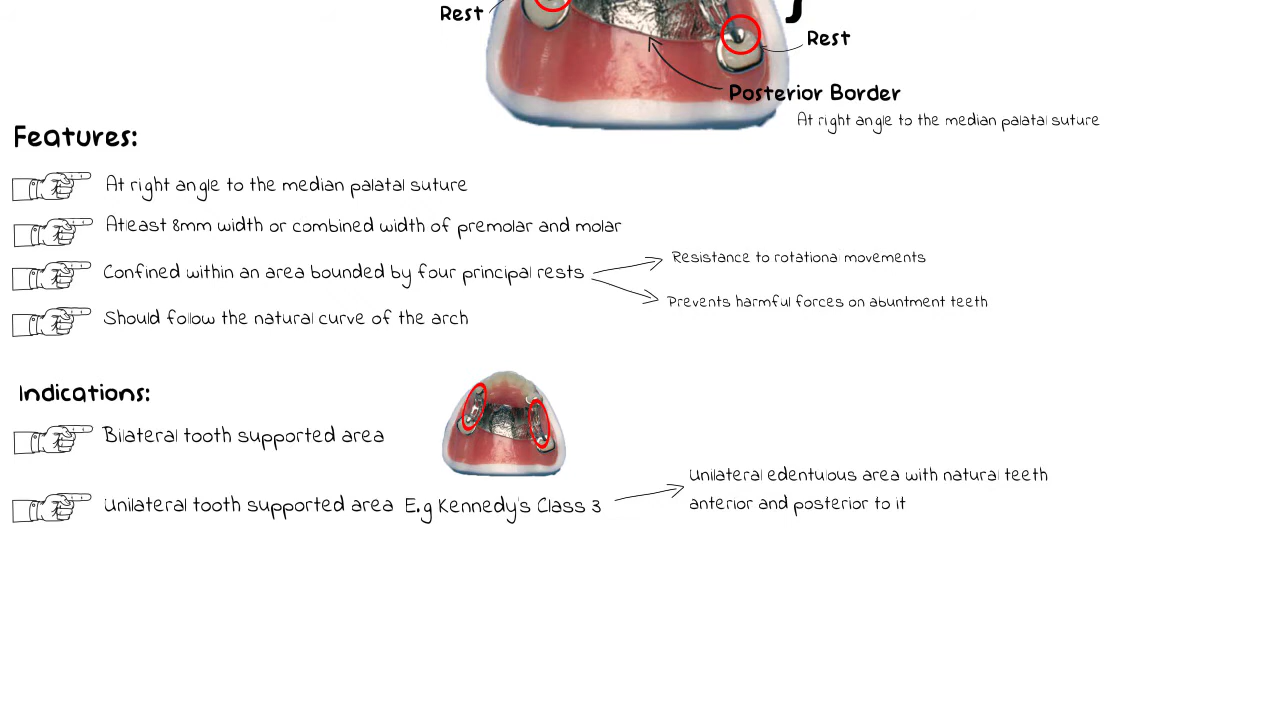 Rest
Rest
Posterior Border
At right angle to the median palatal suture
Features:
At right angle to the median palatal suture
Atleast 8mm width or combined width of premolar and molar
Confined within an area bounded by four principal rests
Resistance to rotationa movements
Prevents harmful forces on abuntment teeth
Should follow the natural curve of the arch
Indications:
Bilateral tooth supported area
Unilateral tooth supported area E.g Kennedy's Class 3
Unilateral edentulous area with natural teeth
anterior and posterior to it